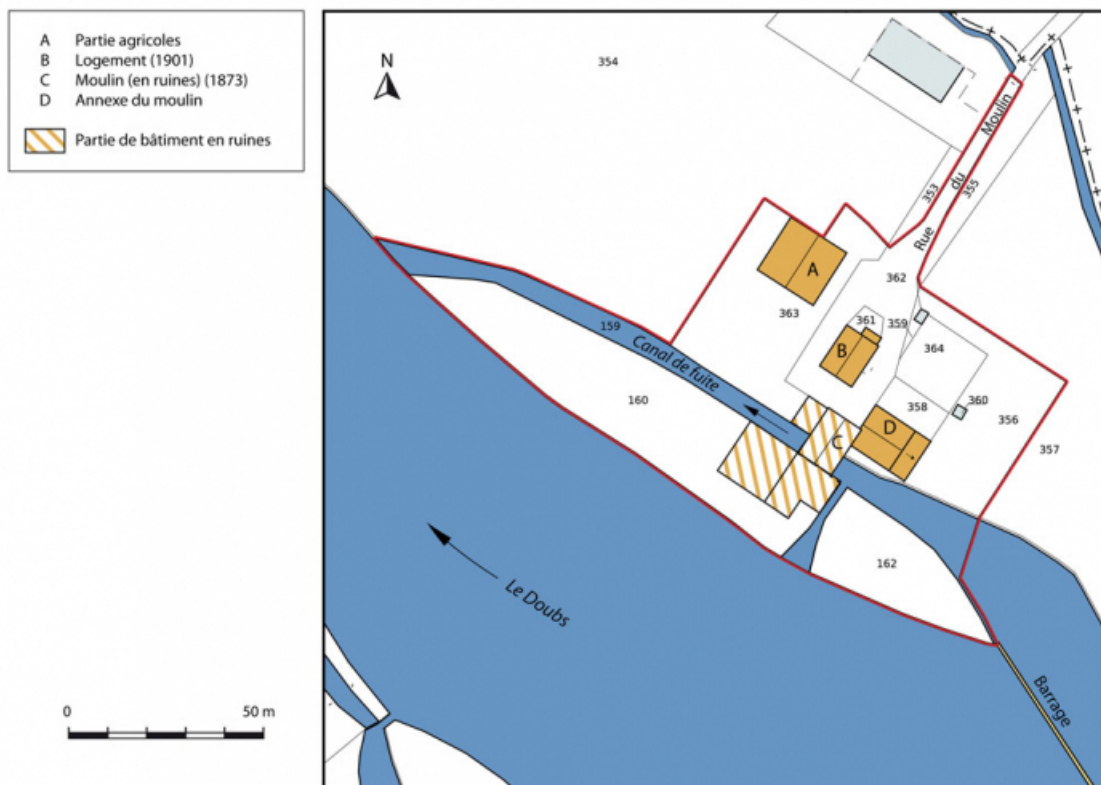 A Partie agricoles
B Logement (1901)
C Moulin (en ruines) (1873)
D Annexe du moulin
Partie de bâtiment en ruines
N
354
Rue du Moulin
353
355
A
362
363
361
359
159
Canal de fuite
B
364
160
358
360
356
D
C
357
162
Le Doubs
Barrage
0 50 m